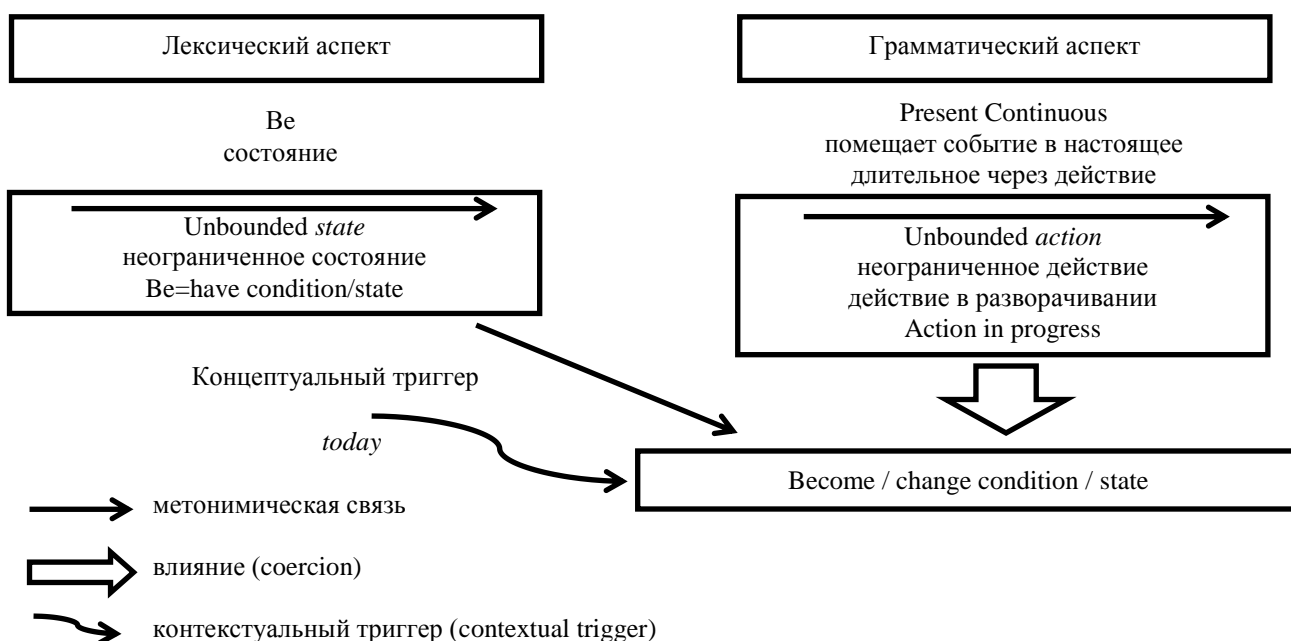 Лексический аспект
Грамматический аспект
Be
состояние
Present Continuous
помещает событие в настоящее
длительное через действие
Unbounded state
неограниченное состояние
Be=have condition/state
Unbounded action
неограниченное действие
действие в разворачивании
Action in progress
Концептуальный триггер
today
Become / change condition / state
метонимическая связь
влияние (coercion)
контекстуальный триггер (contextual trigger)